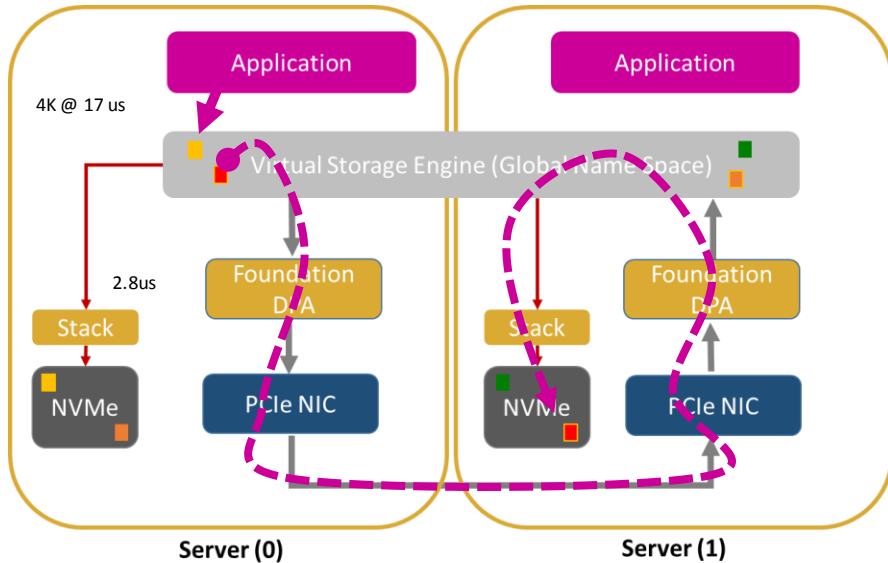 Application
Application
4K @ 17 us
Virtual Storage Engine (Global Name Space)
2.8us
Foundation
DPA
Foundation
DPA
Stack
Stack
NVMe
PCIe NIC
NVMe
PCIe NIC
Server (0)
Server (1)